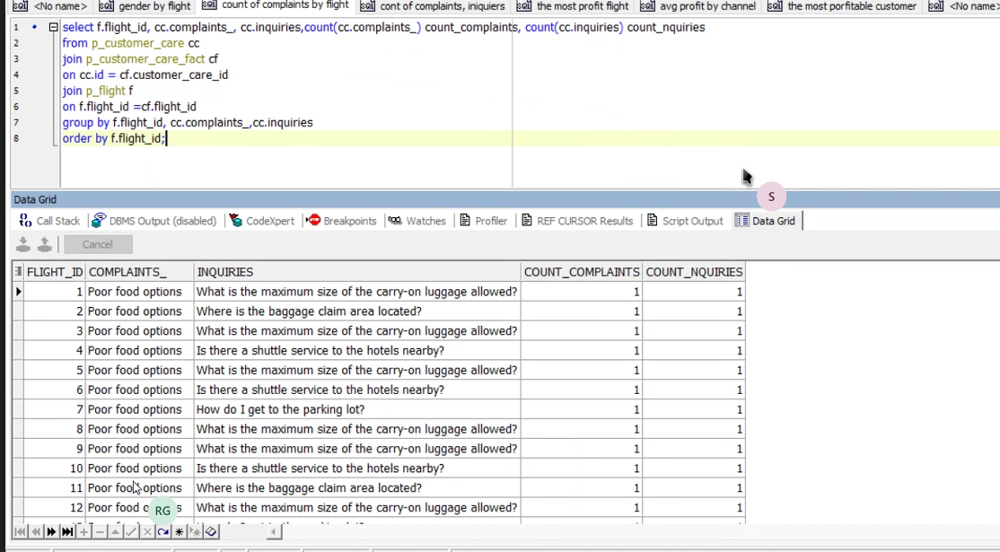 <No name> gender by flight count of complaints by flight cont of complaints, iniquiers the most profit flight avg profit by channel the most porfitable customer <No name>
1 select f.flight_id, cc.complaints_, cc.inquiries,count(cc.complaints_) count_complaints, count(cc.inquiries) count_nquiries
2 from p_customer_care cc
3 join p_customer_care_fact cf
4 on cc.id = cf.customer_care_id
5 join p_flight f
6 on f.flight_id =cf.flight_id
7 group by f.flight_id, cc.complaints_,cc.inquiries
8 order by f.flight_id;
S
Data Grid
Call Stack DBMS Output (disabled) CodeXpert Breakpoints Watches Profiler REF CURSOR Results Script Output Data Grid
Cancel
FLIGHT_ID COMPLAINTS_ INQUIRIES COUNT_COMPLAINTS COUNT_NQUIRIES
1 Poor food options What is the maximum size of the carry-on luggage allowed? 1 1
2 Poor food options Where is the baggage claim area located? 1 1
3 Poor food options What is the maximum size of the carry-on luggage allowed? 1 1
4 Poor food options Is there a shuttle service to the hotels nearby? 1 1
5 Poor food options What is the maximum size of the carry-on luggage allowed? 1 1
6 Poor food options Is there a shuttle service to the hotels nearby? 1 1
7 Poor food options How do I get to the parking lot? 1 1
8 Poor food options What is the maximum size of the carry-on luggage allowed? 1 1
9 Poor food options What is the maximum size of the carry-on luggage allowed? 1 1
10 Poor food options Is there a shuttle service to the hotels nearby? 1 1
11 Poor food options Where is the baggage claim area located? 1 1
12 Poor food What is the maximum size of the carry-on luggage allowed? 1 1
RG